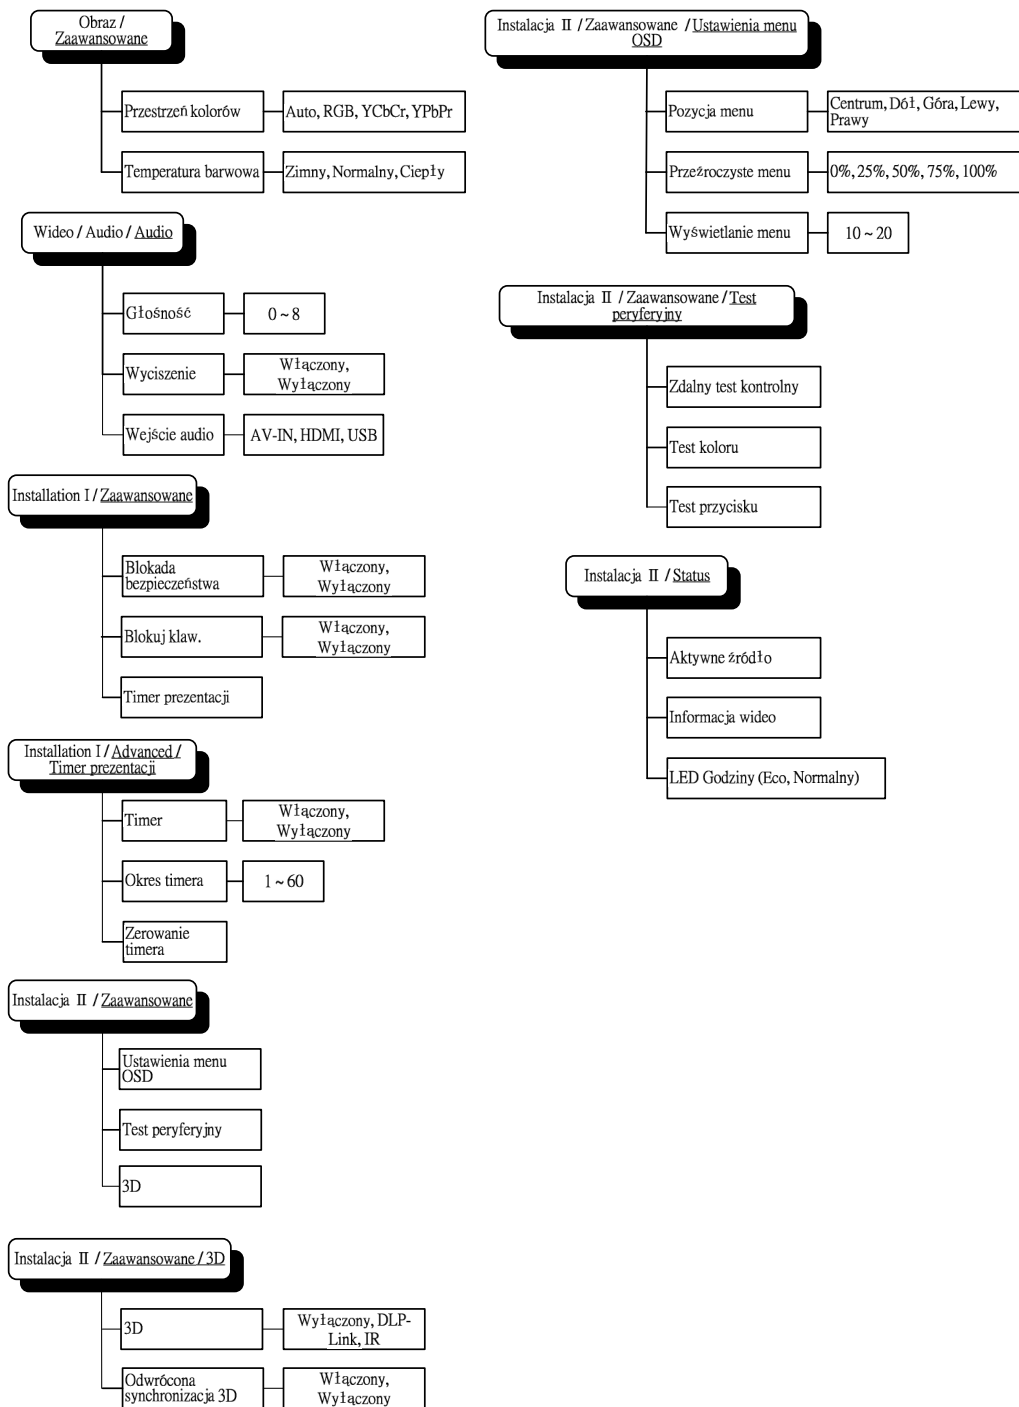 Obraz /
Zaawansowane
Przestrzeń kolorów
Auto, RGB, YCbCr, YPbPr
Temperatura barwowa
Zimny, Normalny, Ciepły
Wideo / Audio / Audio
Głośność
0 ~ 8
Wyciszenie
Włączony,
Wyłączony
Wejście audio
AV-IN, HDMI, USB
Installation I / Zaawansowane
Blokada
bezpieczeństwa
Włączony,
Wyłączony
Blokuj klaw.
Włączony,
Wyłączony
Timer prezentacji
Installation I / Advanced /
Timer prezentacji
Timer
Włączony,
Wyłączony
Okres timera
1 ~ 60
Zerowanie
timera
Instalacja II / Zaawansowane
Ustawienia menu
OSD
Test peryferyjny
3D
Instalacja II / Zaawansowane / 3D
3D
Wyłączony, DLP-
Link, IR
Odwrócona
synchronizacja 3D
Włączony,
Wyłączony
Instalacja II / Zaawansowane / Ustawienia menu
OSD
Pozycja menu
Centrum, Dół, Góra, Lewy,
Prawy
Przeźroczyste menu
0%, 25%, 50%, 75%, 100%
Wyświetlanie menu
10 ~ 20
Instalacja II / Zaawansowane / Test
peryferyjny
Zdalny test kontrolny
Test koloru
Test przycisku
Instalacja II / Status
Aktywne źródło
Informacja wideo
LED Godziny (Eco, Normalny)